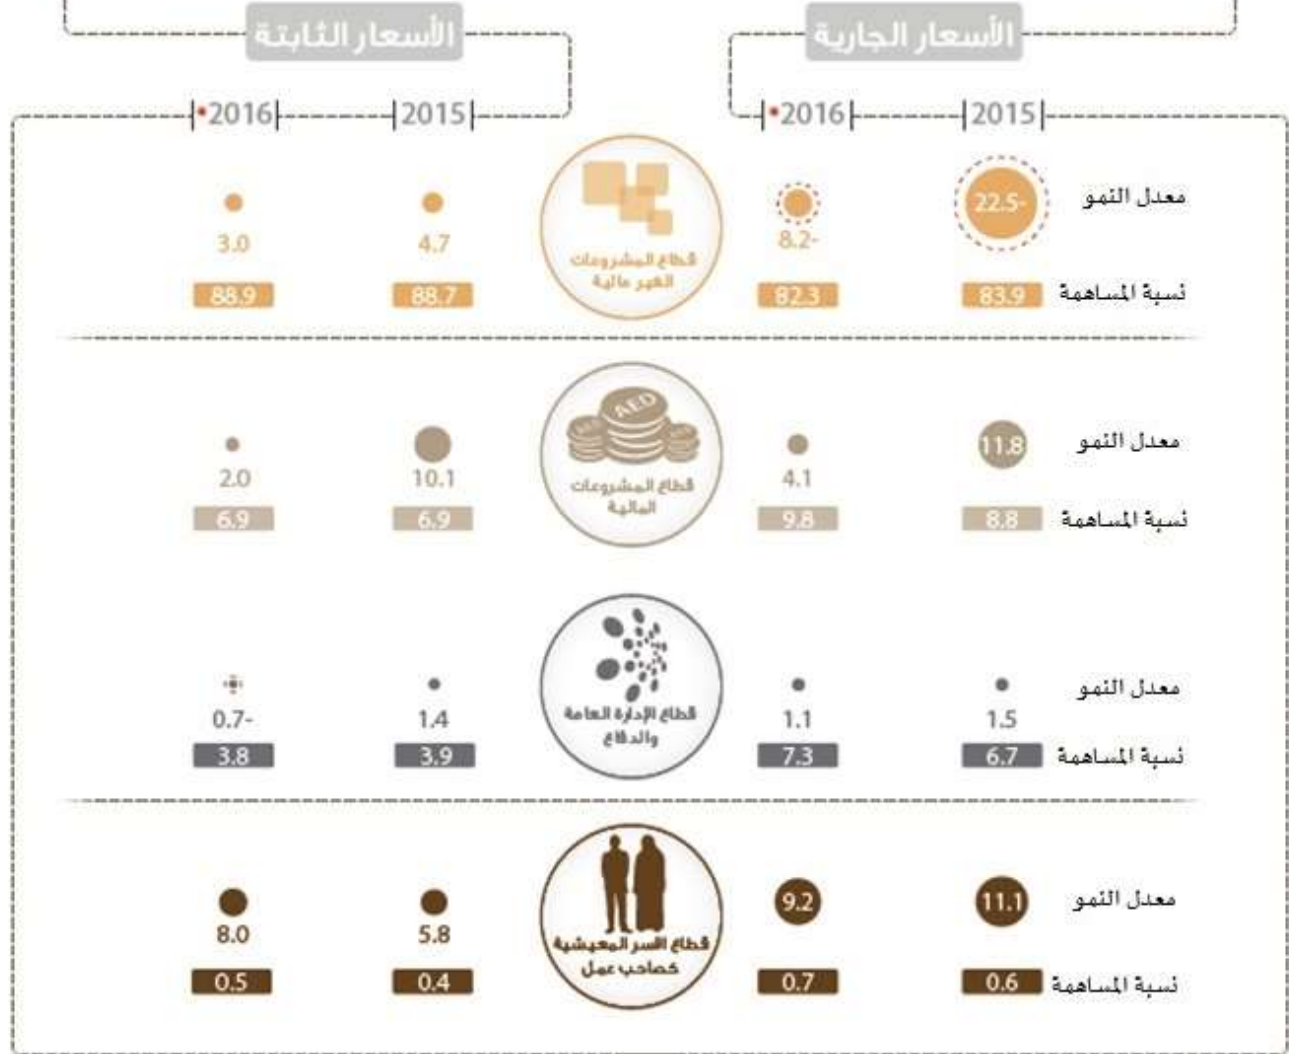 الأسعار الجارية
الأسعار الثابتة
2015
*2016
2015
*2016
معدل النمو
22.5-
8.2-
قطاع المشروعات
الغير مالية
4.7
3.0
نسبة المساهمة
83.9
82.3
88.7
88.9
معدل النمو
11.8
4.1
AED
قطاع المشروعات
المالية
10.1
2.0
نسبة المساهمة
8.8
9.8
6.9
6.9
معدل النمو
1.5
1.1
قطاع الإدارة العامة
والدفاع
1.4
0.7-
نسبة المساهمة
6.7
7.3
3.9
3.8
معدل النمو
11.1
9.2
قطاع الاسر المعيشية
كصاحب عمل
5.8
8.0
نسبة المساهمة
0.6
0.7
0.4
0.5